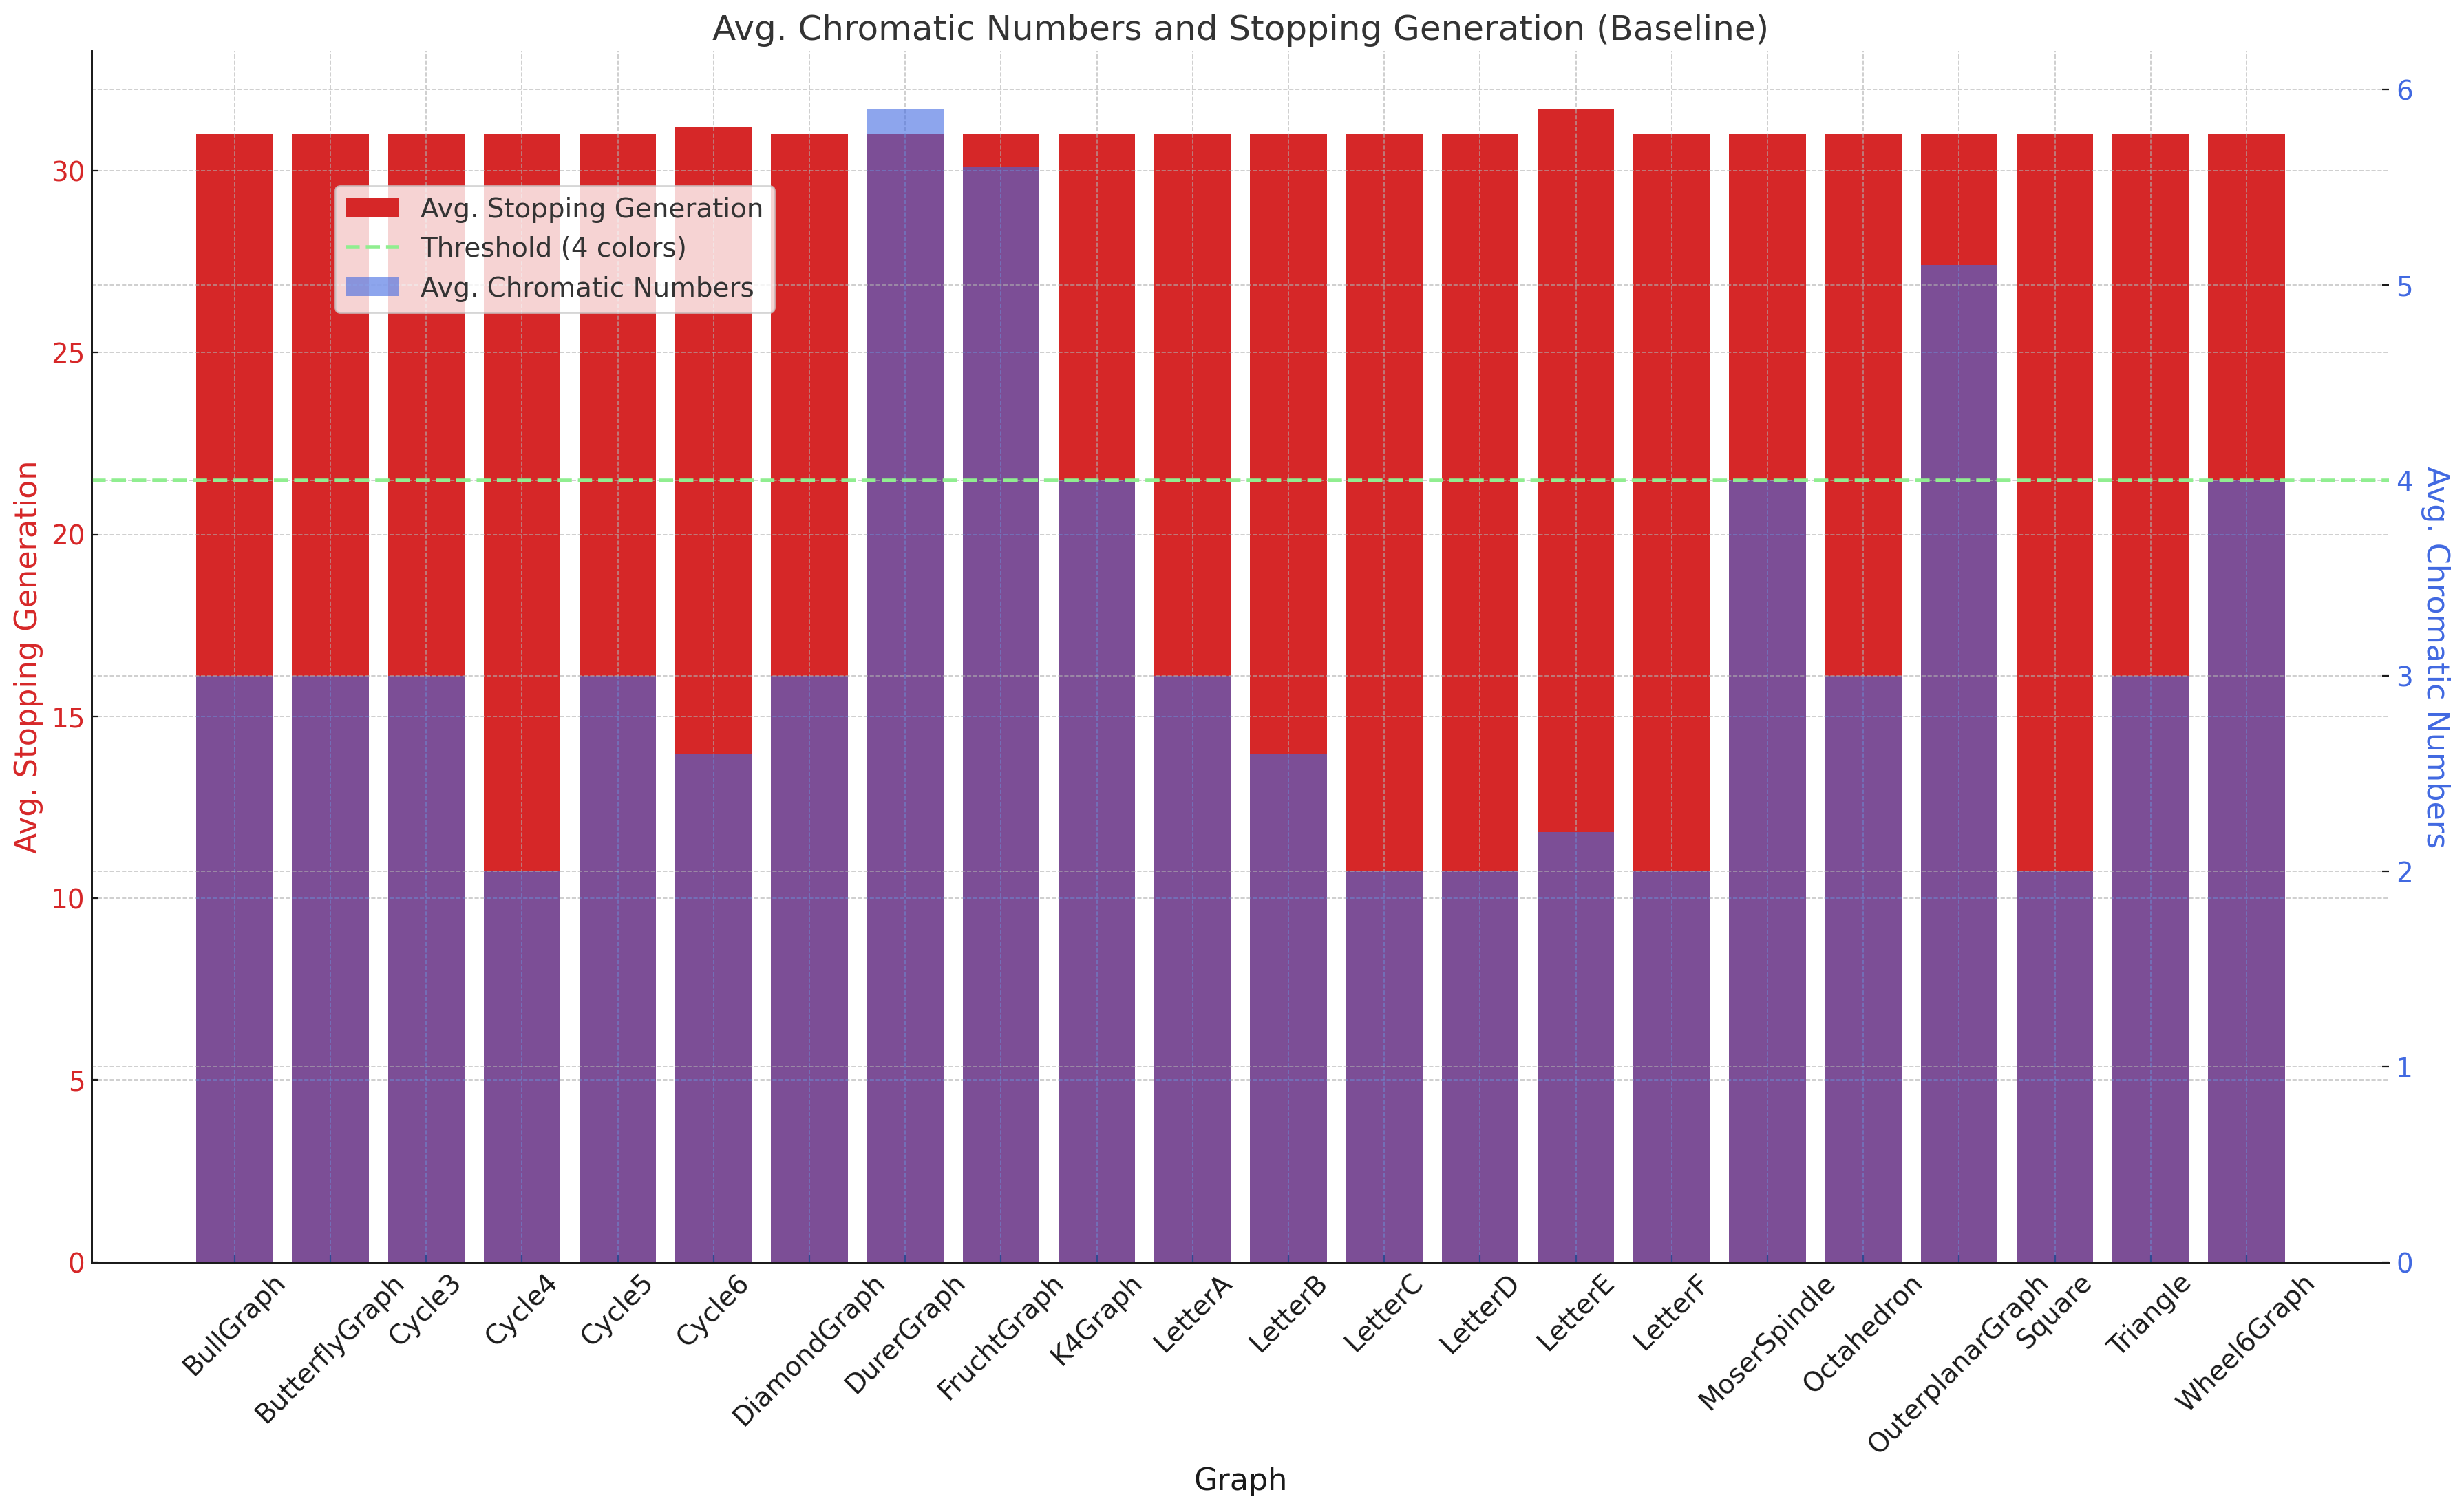 Avg. Chromatic Numbers and Stopping Generation (Baseline)
Avg. Stopping Generation
Threshold (4 colors)
Avg. Chromatic Numbers
30
25
20
15
10
5
0
Avg. Stopping Generation
6
5
4
3
2
1
0
Avg. Chromatic Numbers
BullGraph
ButterflyGraph
Cycle3
Cycle4
Cycle5
Cycle6
DiamondGraph
DurerGraph
FruchtGraph
K4Graph
LetterA
LetterB
LetterC
LetterD
LetterE
LetterF
MoserSpindle
Octahedron
OuterplanarGraph
Square
Triangle
Wheel6Graph
Graph